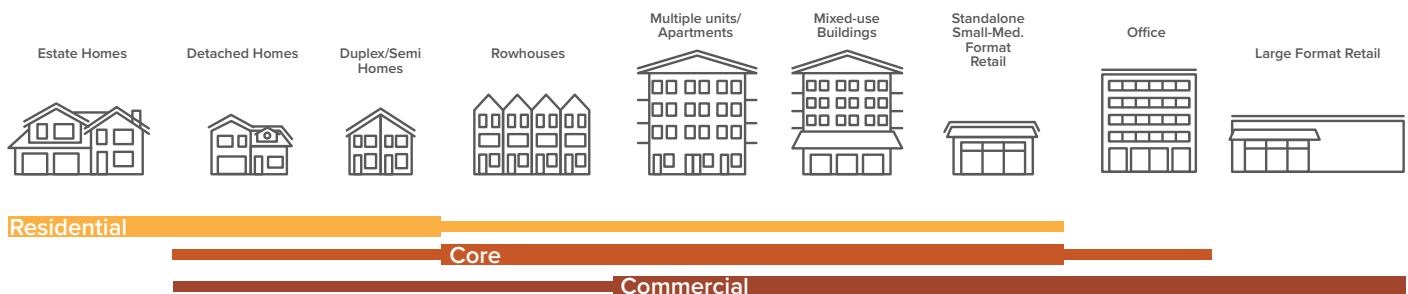 Estate Homes
Detached Homes
Duplex/Semi
Homes
Rowhouses
Multiple units/
Apartments
Mixed-use
Buildings
Standalone
Small-Med.
Format
Retail
Office
Large Format Retail
Residential
Core
Commercial